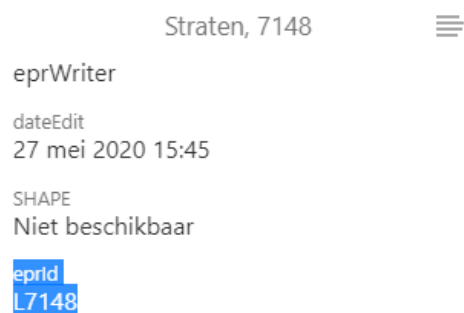 Straten, 7148
eprWriter
dateEdit
27 mei 2020 15:45
SHAPE
Niet beschikbaar
eprId
L7148